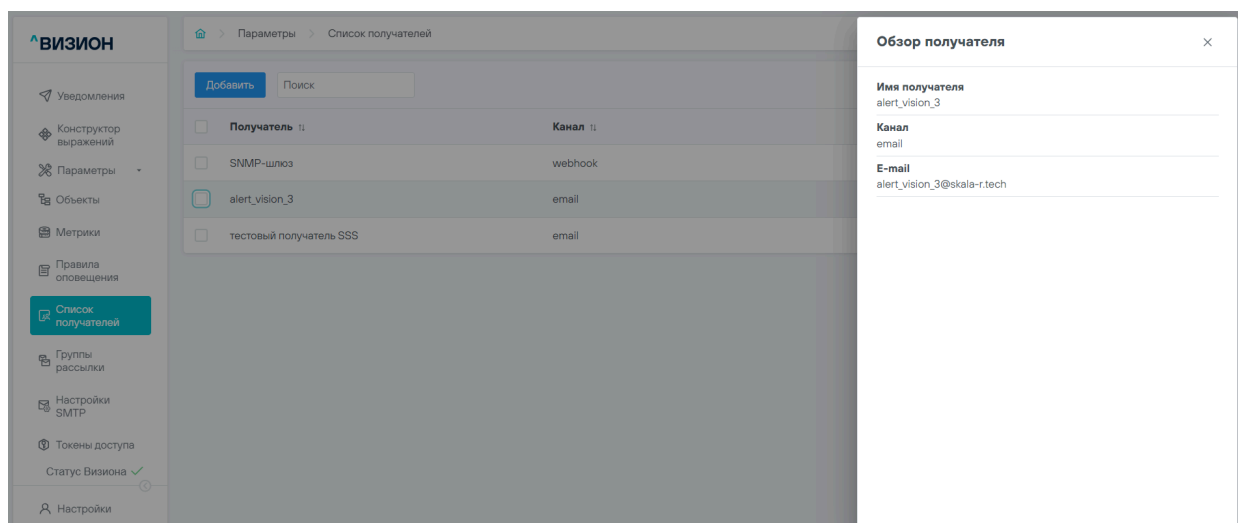 ^ВИЗИОН
Уведомления
Конструктор
выражений
Параметры
Объекты
Метрики
Правила
оповещения
Список
получателей
Группы
рассылки
Настройки
SMTP
Токены доступа
Статус Визиона
Настройки
Параметры > Список получателей
Добавить Поиск
Получатель Канал
SNMP-шлюз webhook
alert_vision_3 email
тестовый получатель SSS email
Обзор получателя
Имя получателя
alert_vision_3
Канал
email
E-mail
alert_vision_3@skala-r.tech